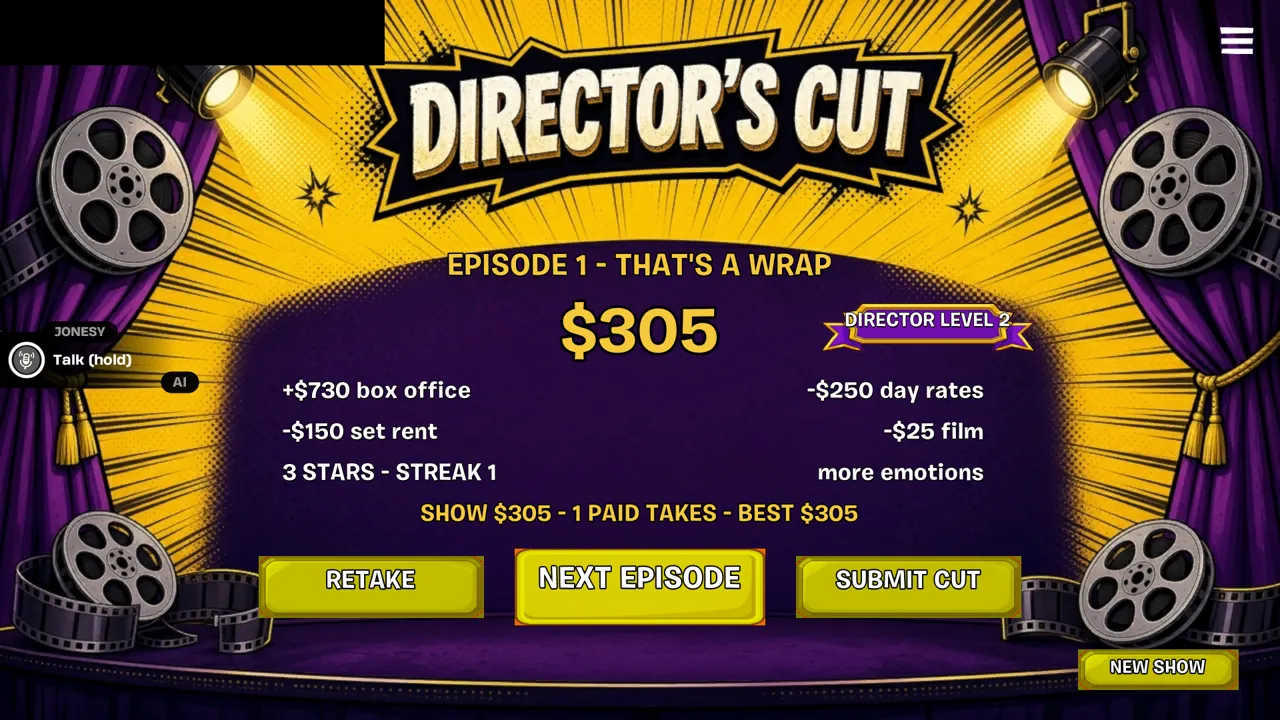 DIRECTOR'S CUT
EPISODE 1 - THAT'S A WRAP
$305
DIRECTOR LEVEL 2
JONESY
Talk (hold)
AI
+$730 box office
-$250 day rates
-$150 set rent
-$25 film
3 STARS - STREAK 1
more emotions
SHOW $305 - 1 PAID TAKES - BEST $305
RETAKE
NEXT EPISODE
SUBMIT CUT
NEW SHOW